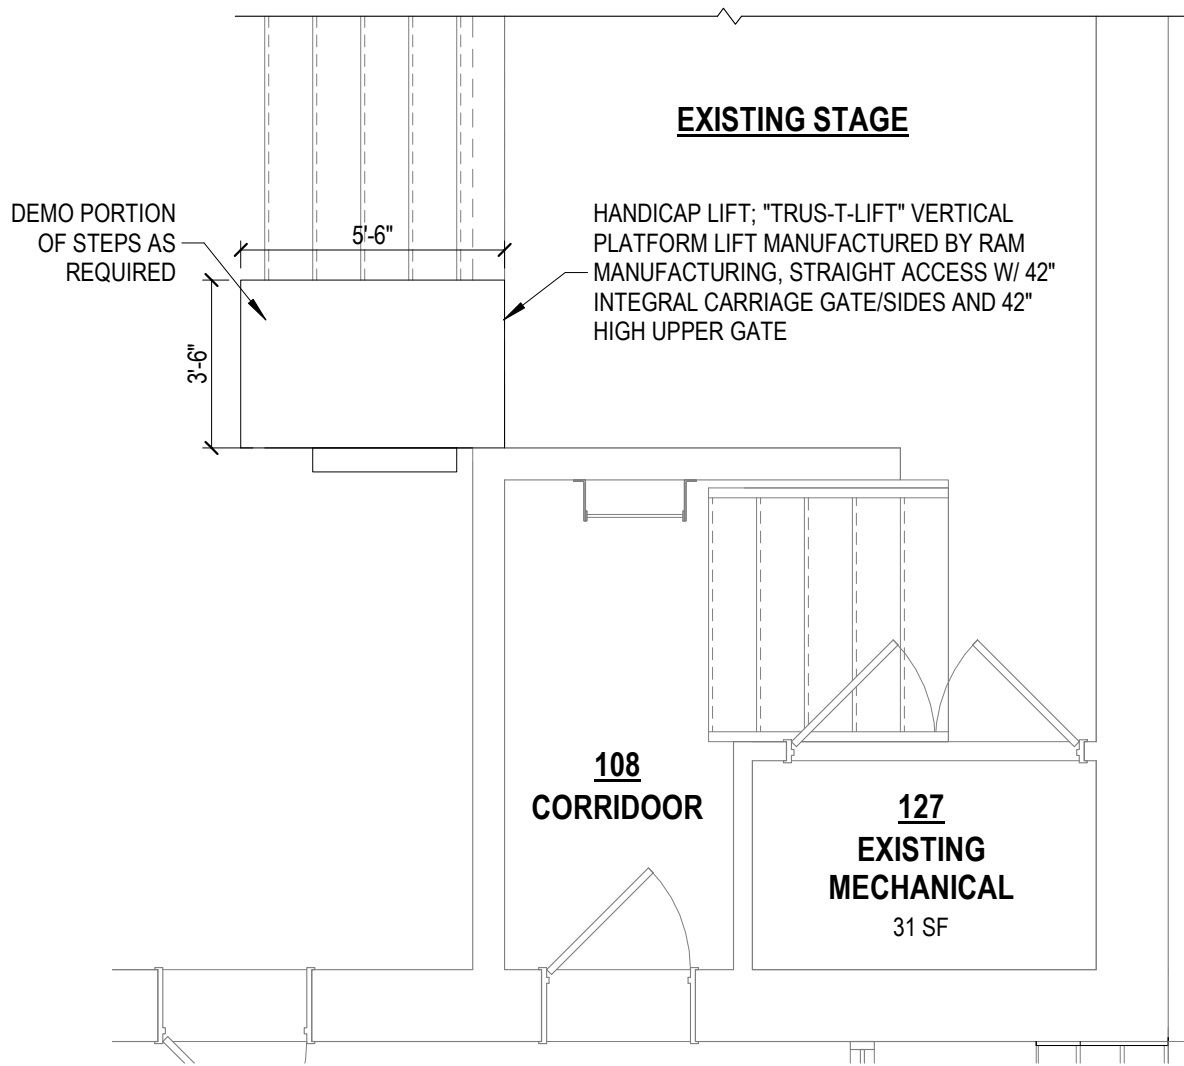 EXISTING STAGE
DEMO PORTION
OF STEPS AS
REQUIRED
5'-6"
HANDICAP LIFT; "TRUS-T-LIFT" VERTICAL
PLATFORM LIFT MANUFACTURED BY RAM
MANUFACTURING, STRAIGHT ACCESS W/ 42"
INTEGRAL CARRIAGE GATE/SIDES AND 42"
HIGH UPPER GATE
3'-6"
108
CORRIDOOR
127
EXISTING
MECHANICAL
31 SF